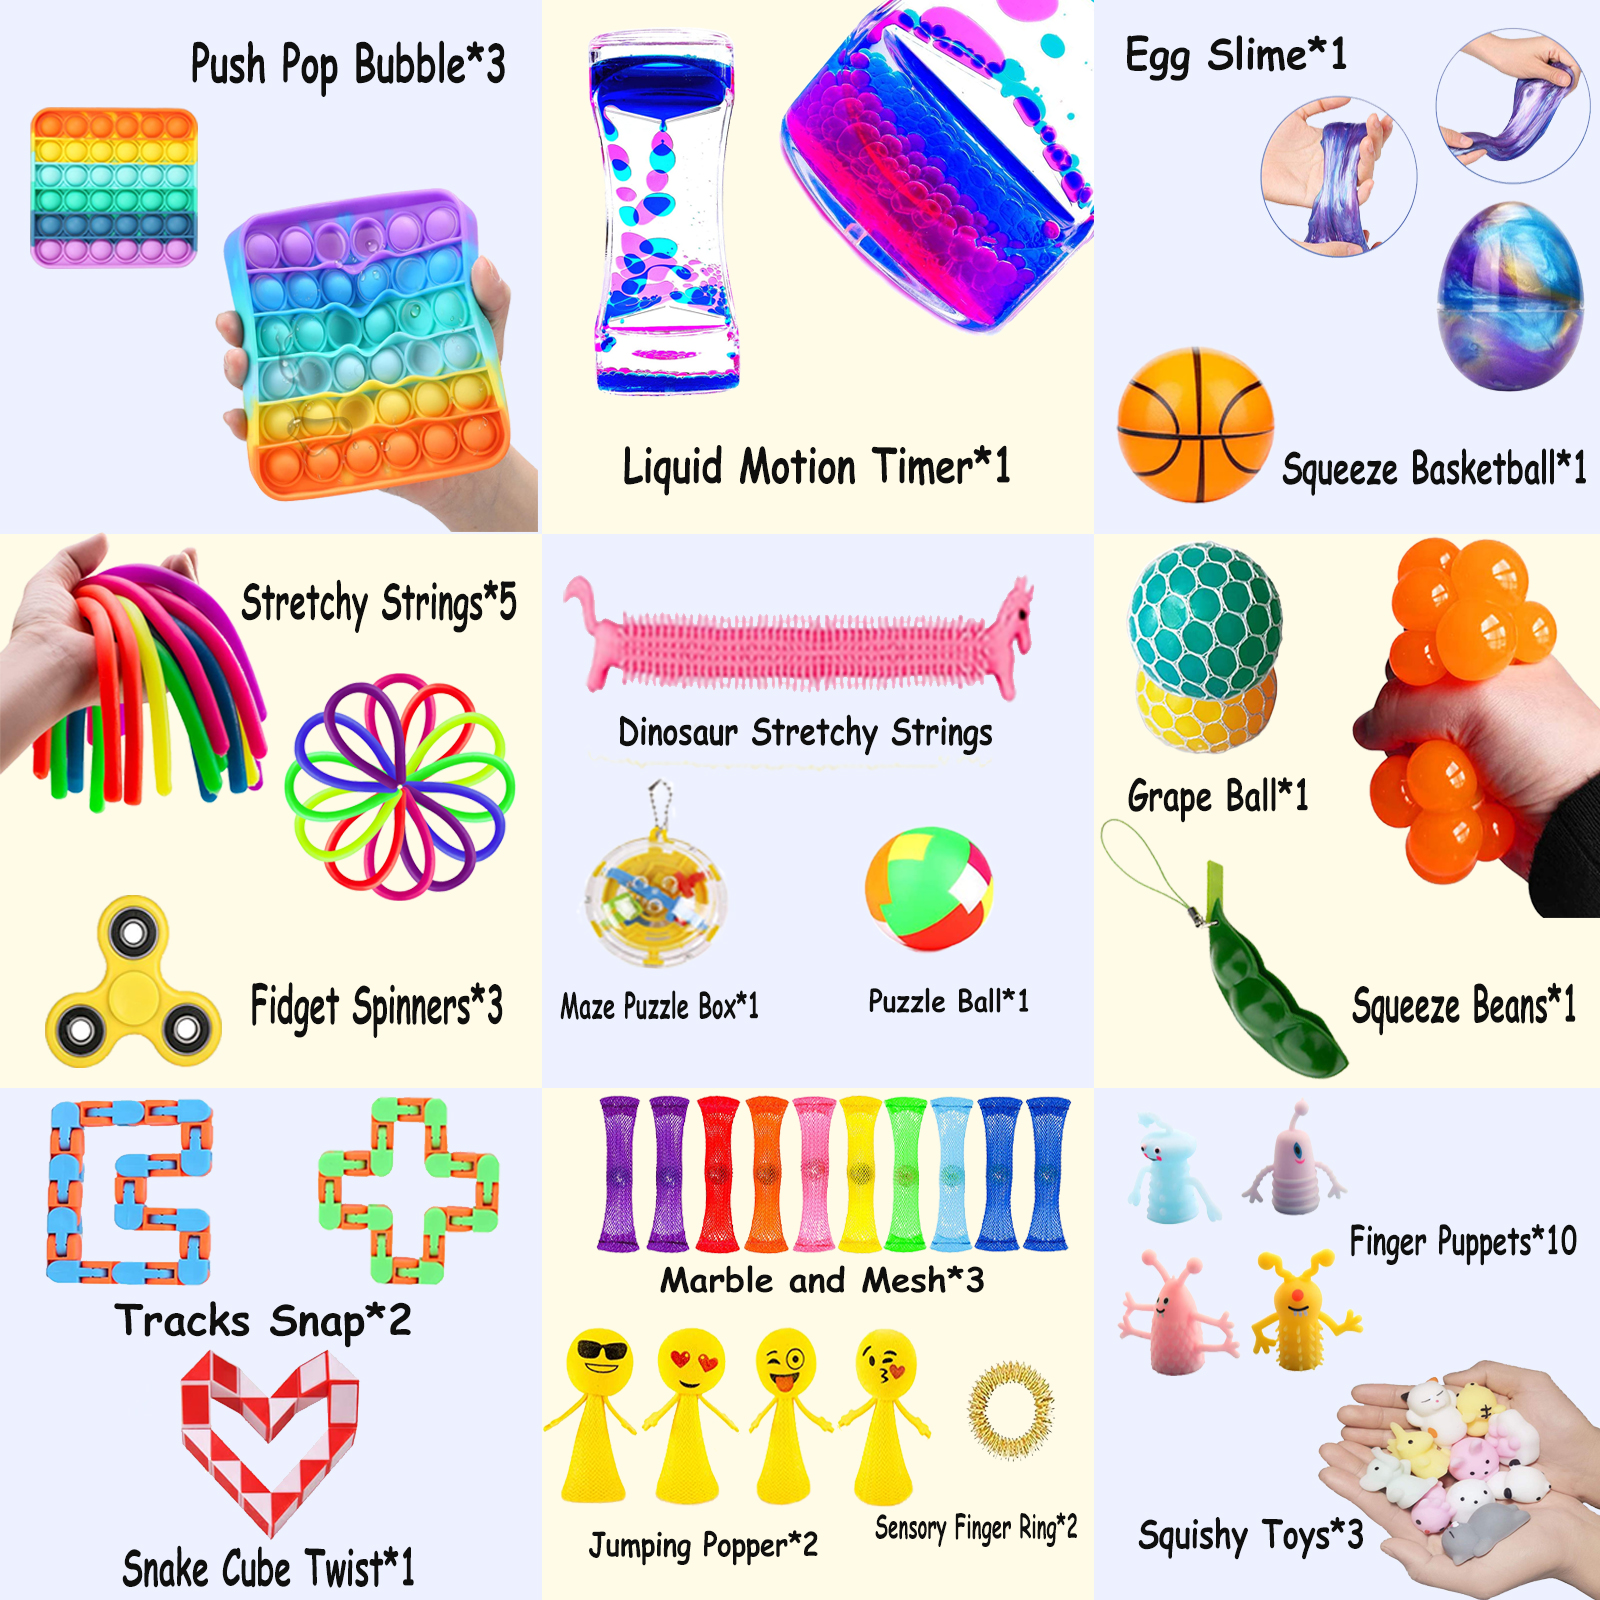 Push Pop Bubble*3
Liquid Motion Timer*1
Egg Slime*1
Squeeze Basketball*1
Stretchy Strings*5
Fidget Spinners*3
Dinosaur Stretchy Strings
Maze Puzzle Box*1
Puzzle Ball*1
Grape Ball*1
Squeeze Beans*1
Tracks Snap*2
Snake Cube Twist*1
Marble and Mesh*3
Jumping Popper*2
Sensory Finger Ring*2
Finger Puppets*10
Squishy Toys*3